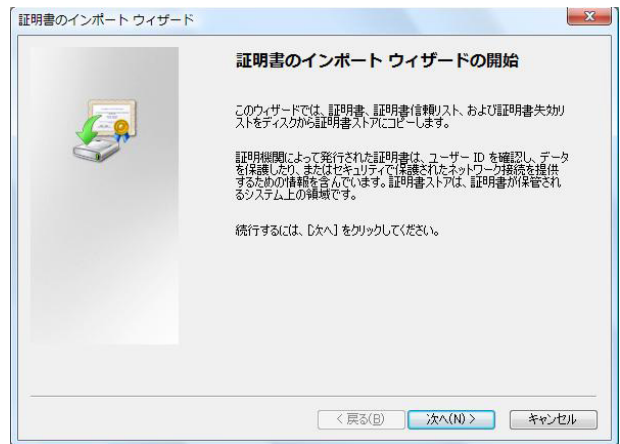 証明書のインポート ウィザード
証明書のインポート ウィザードの開始
このウィザードでは、証明書、証明書信頼リスト、および証明書失効リ
ストをディスクから証明書ストアにコピーします。
証明機関によって発行された証明書は、ユーザー ID を確認し、データ
を保護したり、またはセキュリティで保護されたネットワーク接続を提供
するための情報を含んでいます。証明書ストアは、証明書が保管され
るシステム上の領域です。
続行するには、[次へ] をクリックしてください。
< 戻る(B) 次へ(N) > キャンセル